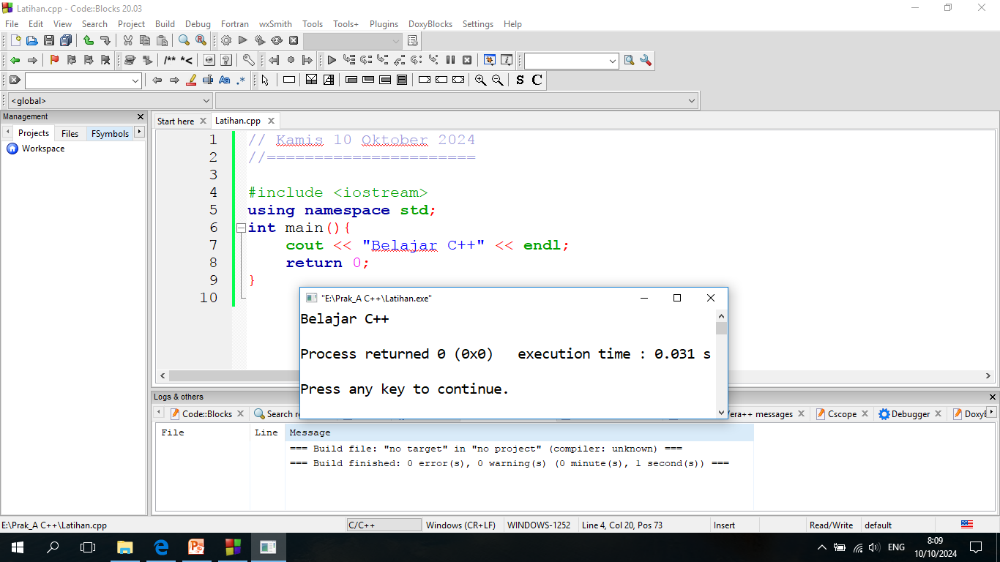 Latihan.cpp - Code::Blocks 20.03
File Edit View Search Project Build Debug Fortran wxSmith Tools Tools+ Plugins DoxyBlocks Settings Help
/** *<
Aa .*
S C
<global>
Management
Projects Files FSymbols
Workspace
Start here Latihan.cpp
1 // Kamis 10 Oktober 2024
2 //======================
3
4 #include <iostream>
5 using namespace std;
6 int main(){
7 cout << "Belajar C++" << endl;
8 return 0;
9 }
10
"E:\Prak_A C++\Latihan.exe"
Belajar C++
Process returned 0 (0x0) execution time : 0.031 s
Press any key to continue.
Logs & others
Code::Blocks Search re Vera++ messages Cscope Debugger DoxyB
File Line Message
=== Build file: "no target" in "no project" (compiler: unknown) ===
=== Build finished: 0 error(s), 0 warning(s) (0 minute(s), 1 second(s)) ===
E:\Prak_A C++\Latihan.cpp C/C++ Windows (CR+LF) WINDOWS-1252 Line 4, Col 20, Pos 73 Insert Read/Write default
ENG
8:09
10/10/2024